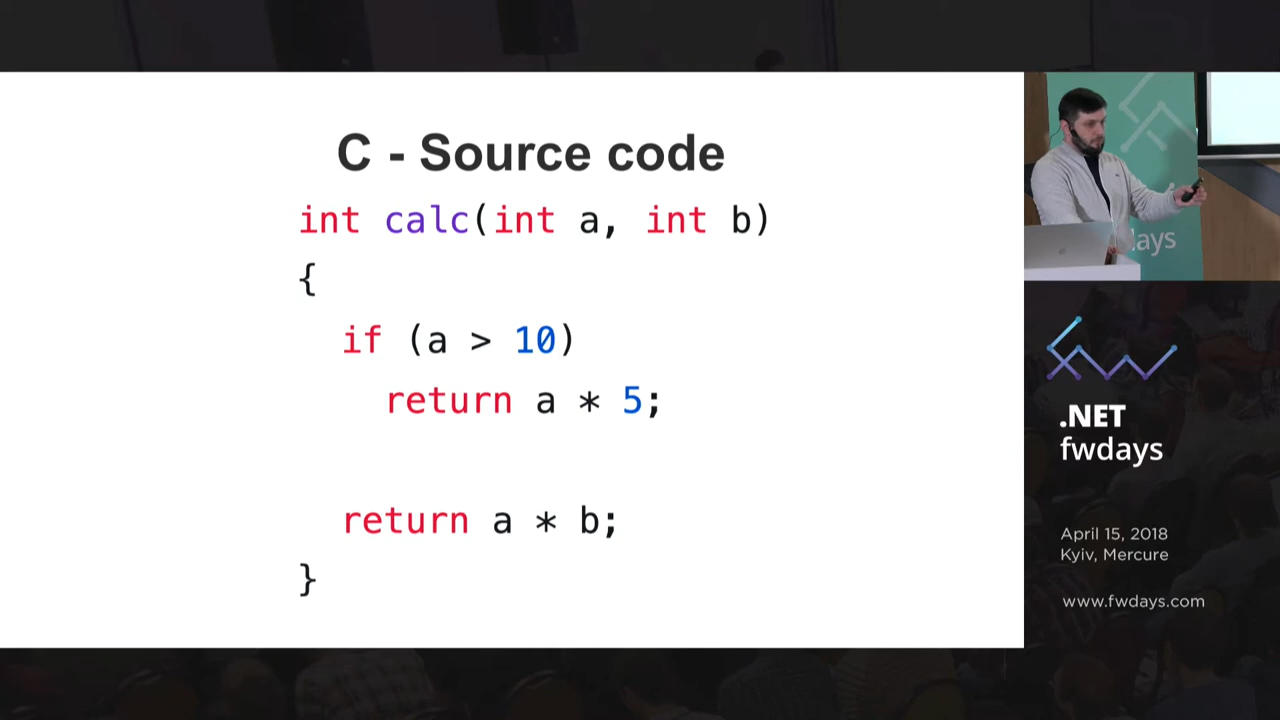 C - Source code
int calc(int a, int b)
{
if (a > 10)
return a * 5;
return a * b;
}
days
.NET
fwdays
April 15, 2018
Kyiv, Mercure
www.fwdays.com